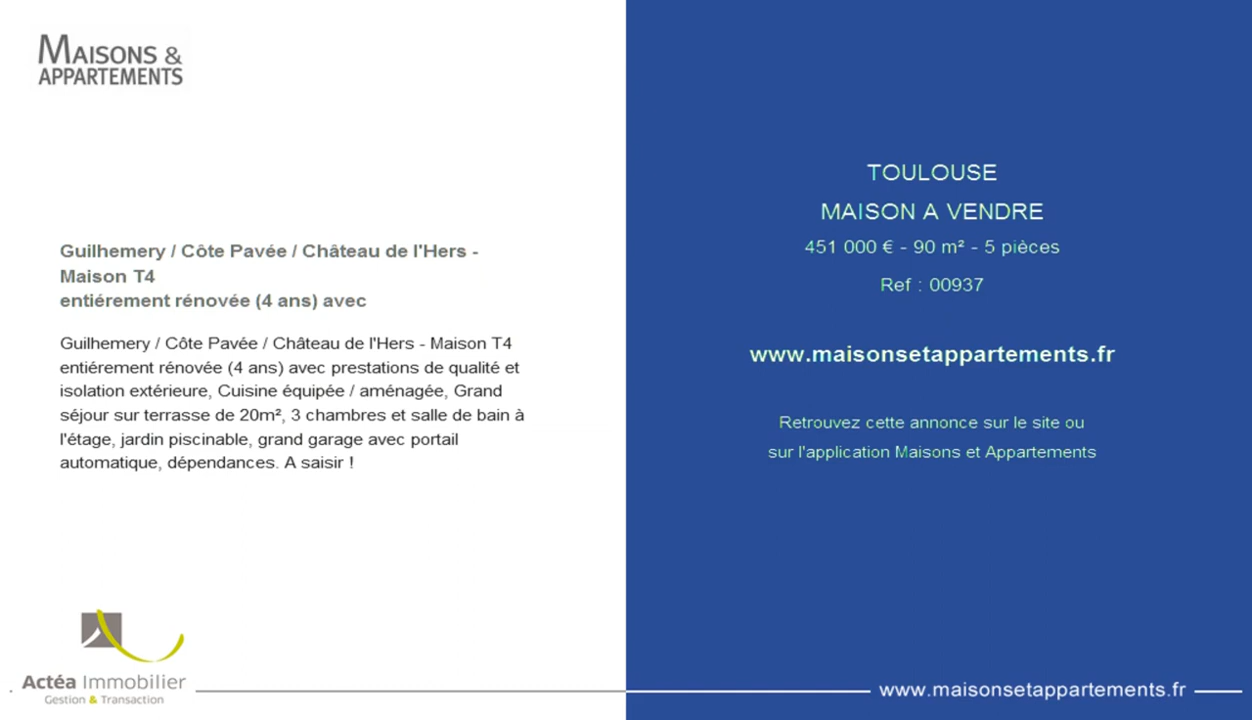 MAISONS &
APPARTEMENTS
Guilhemery / Côte Pavée / Château de l'Hers -
Maison T4
entiérement rénovée (4 ans) avec
Guilhemery / Côte Pavée / Château de l'Hers - Maison T4
entiérement rénovée (4 ans) avec prestations de qualité et
isolation extérieure, Cuisine équipée / aménagée, Grand
séjour sur terrasse de 20m², 3 chambres et salle de bain à
l'étage, jardin piscinable, grand garage avec portail
automatique, dépendances. A saisir !
Actéa Immobilier
Gestion & Transaction
TOULOUSE
MAISON A VENDRE
451 000 € - 90 m² - 5 pièces
Ref : 00937
www.maisonsetappartements.fr
Retrouvez cette annonce sur le site ou
sur l'application Maisons et Appartements
www.maisonsetappartements.fr